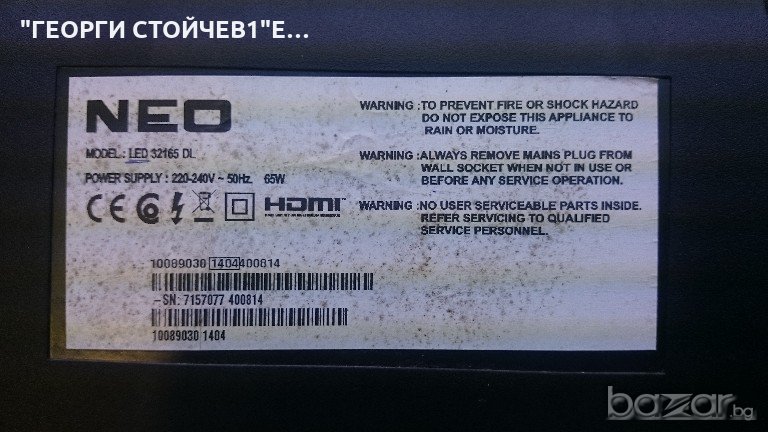 "ГЕОРГИ СТОЙЧЕВ1"Е...
NEO
MODEL : LED 32165 DL
POWER SUPPLY : 220-240V ~ 50Hz. 65W
CE HDMI
WARNING : TO PREVENT FIRE OR SHOCK HAZARD
DO NOT EXPOSE THIS APPLIANCE TO
RAIN OR MOISTURE.
WARNING : ALWAYS REMOVE MAINS PLUG FROM
WALL SOCKET WHEN NOT IN USE OR
BEFORE ANY SERVICE OPERATION.
WARNING : NO USER SERVICEABLE PARTS INSIDE.
REFER SERVICING TO QUALIFIED
SERVICE PERSONNEL.
10089030 1404 400814
-SN: 7157077 400814
10089030 1404
bazar.bg